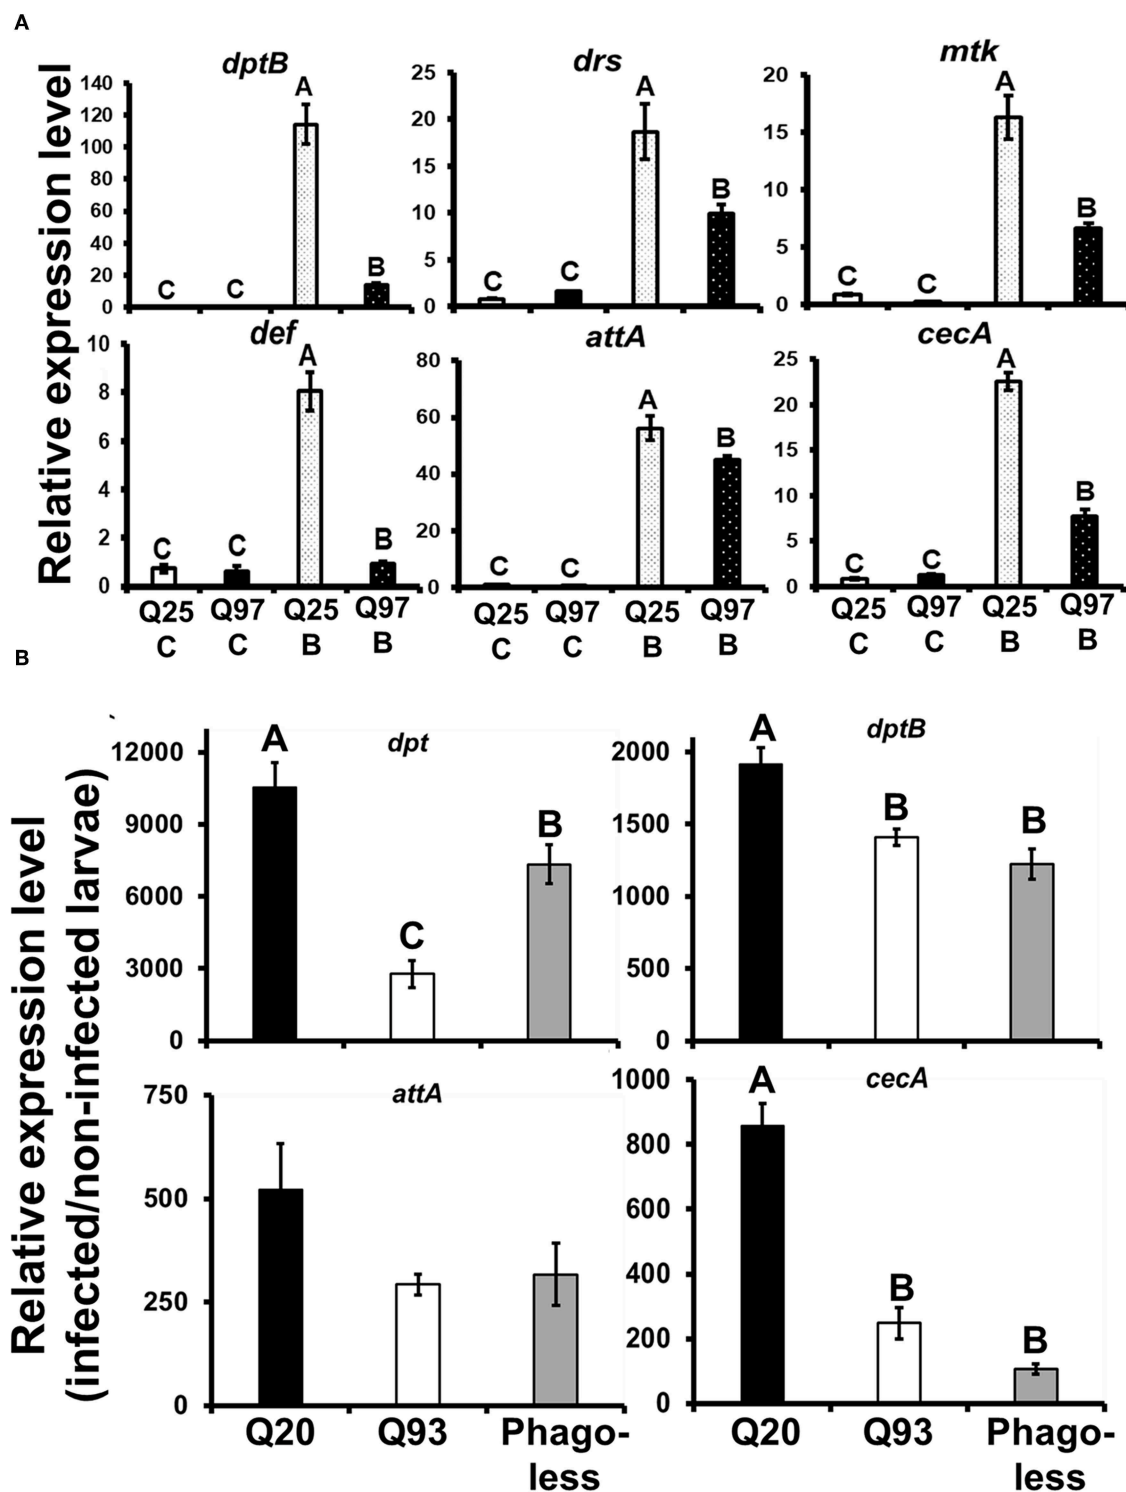 A
Relative expression level
dptB
140
120
100
80
60
40
20
0
C C A B
drs
25
20
15
10
5
0
C C A B
mtk
20
15
10
5
0
C C A B
Relative expression level
def
10
8
6
4
2
0
C C A B
Q25 Q97 Q25 Q97
C C B B
attA
80
60
40
20
0
C C A B
Q25 Q97 Q25 Q97
C C B B
cecA
25
20
15
10
5
0
C C A B
Q25 Q97 Q25 Q97
C C B B
B
Relative expression level
(infected/non-infected larvae)
dpt
12000
9000
6000
3000
0
A C B
dptB
2000
1500
1000
500
0
A B B
attA
750
500
250
0
Q20 Q93 Phago-
less
cecA
1000
800
600
400
200
0
A B B
Q20 Q93 Phago-
less